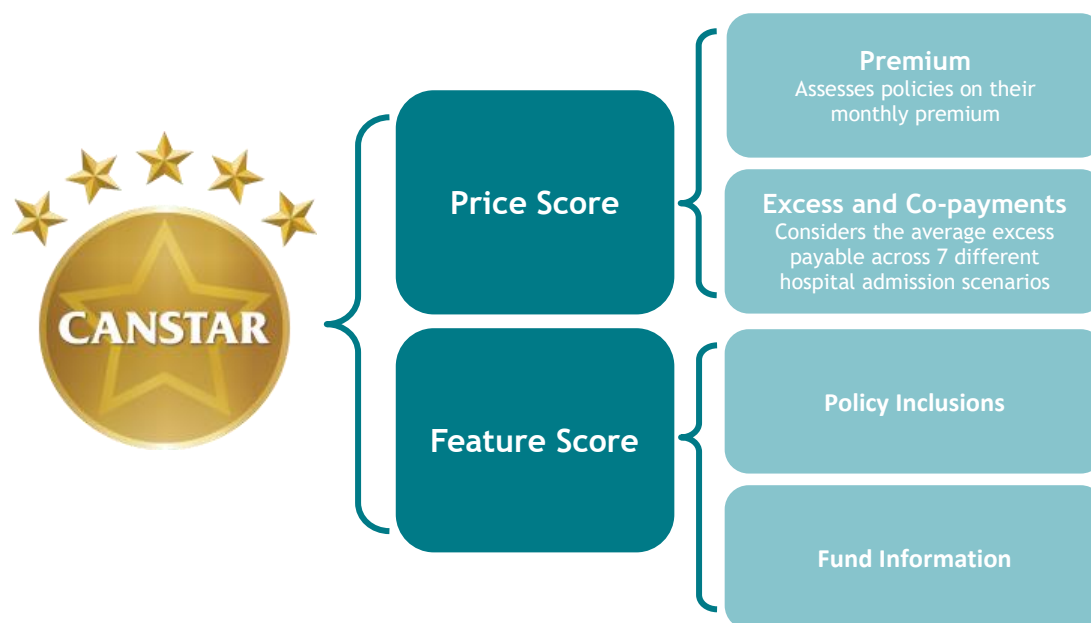 CANSTAR
Price Score
Premium
Assesses policies on their
monthly premium
Excess and Co-payments
Considers the average excess
payable across 7 different
hospital admission scenarios
Feature Score
Policy Inclusions
Fund Information